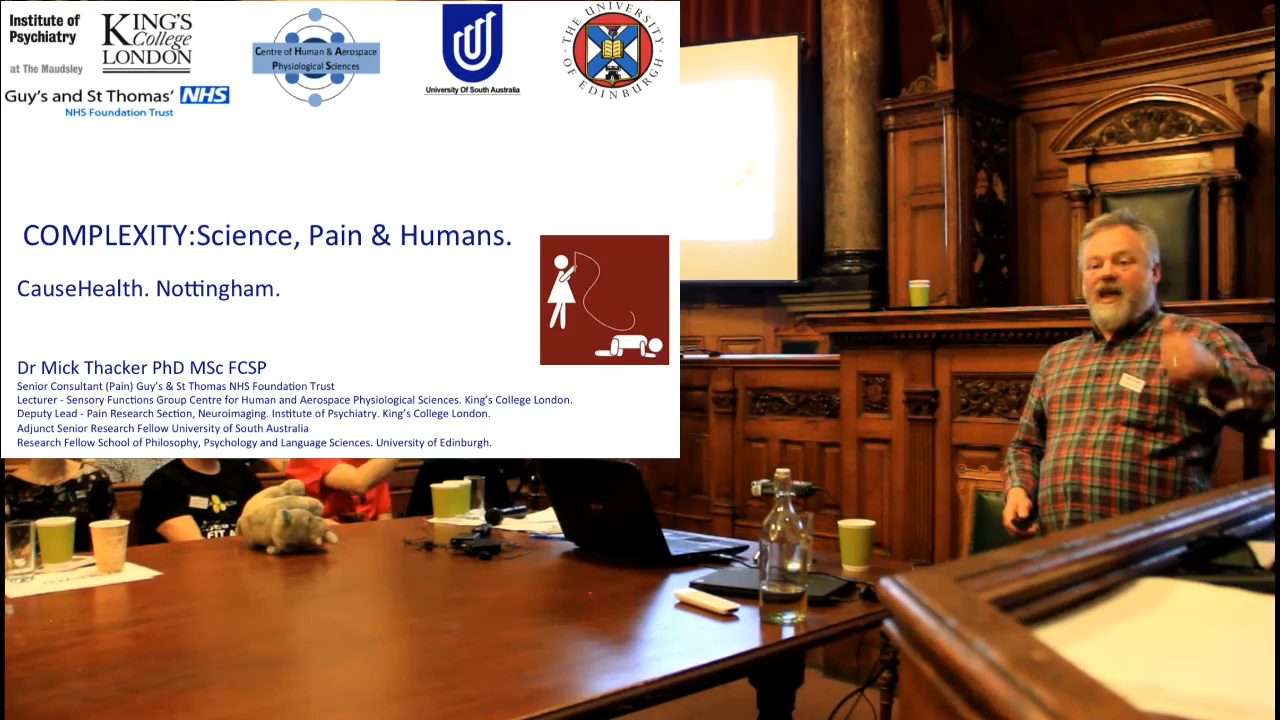 Institute of
Psychiatry
at The Maudsley
KING'S
College
LONDON
Guy's and St Thomas' NHS
NHS Foundation Trust
Centre of Human & Aerospace
Physiological Sciences
University Of South Australia
THE UNIVERSITY OF EDINBURGH
COMPLEXITY:Science, Pain & Humans.
CauseHealth. Nottingham.
Dr Mick Thacker PhD MSc FCSP
Senior Consultant (Pain) Guy's & St Thomas NHS Foundation Trust
Lecturer - Sensory Functions Group Centre for Human and Aerospace Physiological Sciences. King's College London.
Deputy Lead - Pain Research Section, Neuroimaging. Institute of Psychiatry. King's College London.
Adjunct Senior Research Fellow University of South Australia
Research Fellow School of Philosophy, Psychology and Language Sciences. University of Edinburgh.